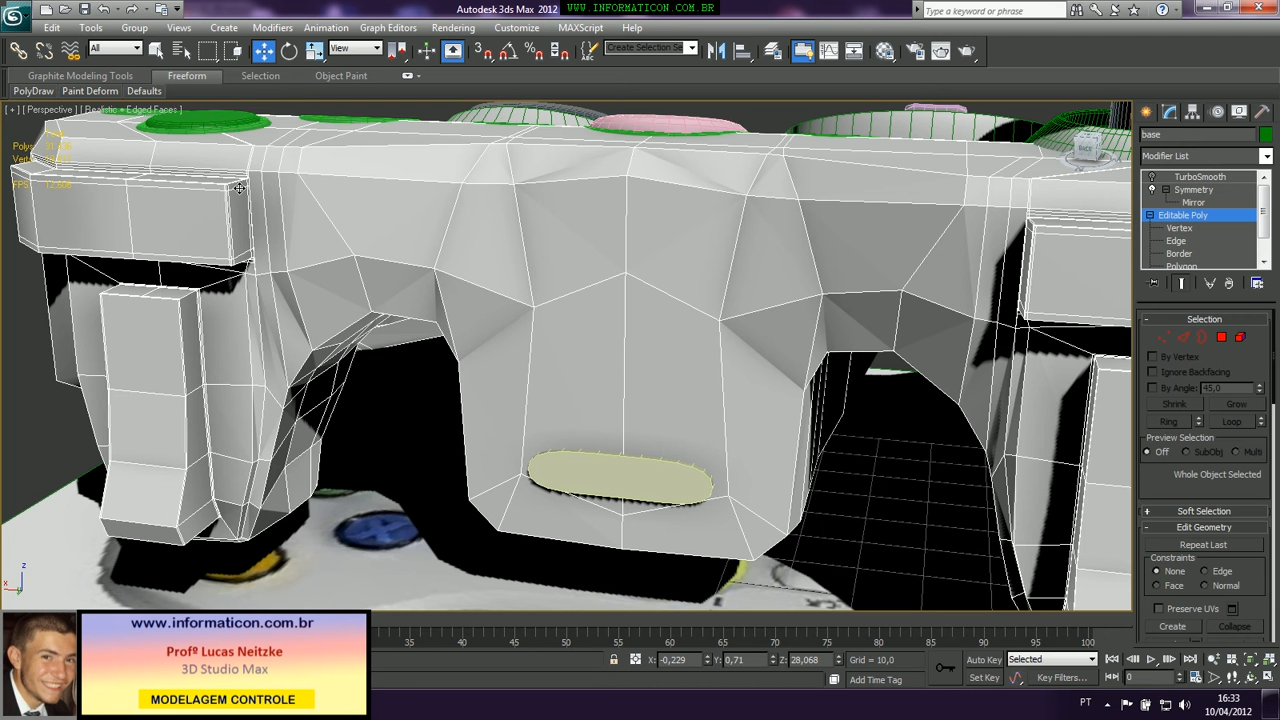 Autodesk 3ds Max 2012
WWW.INFORMATICON.COM.BR
Type a keyword or phrase
Edit Tools Group Views Create Modifiers Animation Graph Editors Rendering Customize MAXScript Help
All
View
Create Selection Se
Graphite Modeling Tools Freeform Selection Object Paint
PolyDraw Paint Deform Defaults
[ + ] [ Perspective ] [ Realistic + Edged Faces ]
BACK
base
Modifier List
TurboSmooth
Symmetry
Mirror
Editable Poly
Vertex
Edge
Border
Polygon
Selection
By Vertex
Ignore Backfacing
By Angle: 45,0
Shrink Grow
Ring Loop
Preview Selection
Off SubObj Multi
Whole Object Selected
Soft Selection
Edit Geometry
Repeat Last
Constraints
None Edge
Face Normal
Preserve UVs
Create Collapse
z
x
35 40 45 50 55 60 65 70 75 80 85 90 95 100
X: -0,229 Y: 0,71 Z: 28,068 Grid = 10,0
Add Time Tag
Auto Key Selected
Set Key Key Filters... 0
www.informaticon.com.br
Profº Lucas Neitzke
3D Studio Max
MODELAGEM CONTROLE
PT
16:33
10/04/2012